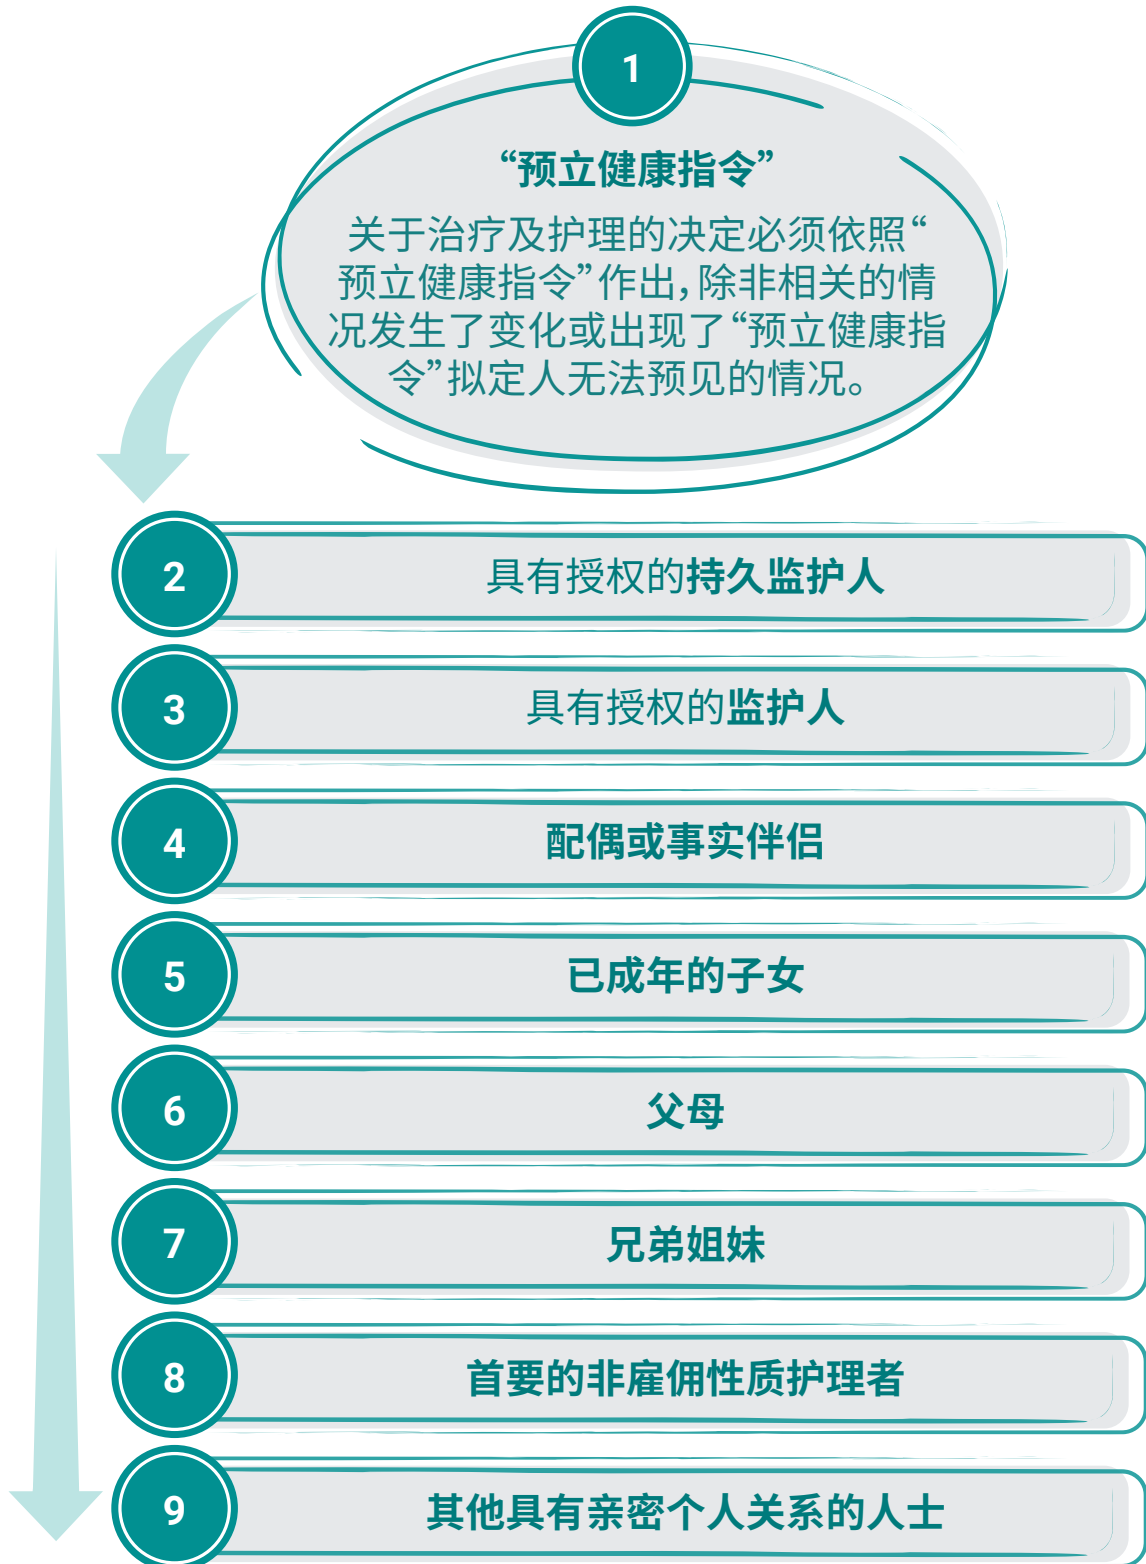 1
“预立健康指令”
关于治疗及护理的决定必须依照“
预立健康指令”作出，除非相关的情
况发生了变化或出现了“预立健康指
令”拟定人无法预见的情况。
2
具有授权的持久监护人
3
具有授权的监护人
4
配偶或事实伴侣
5
已成年的子女
6
父母
7
兄弟姐妹
8
首要的非雇佣性质护理者
9
其他具有亲密个人关系的人士